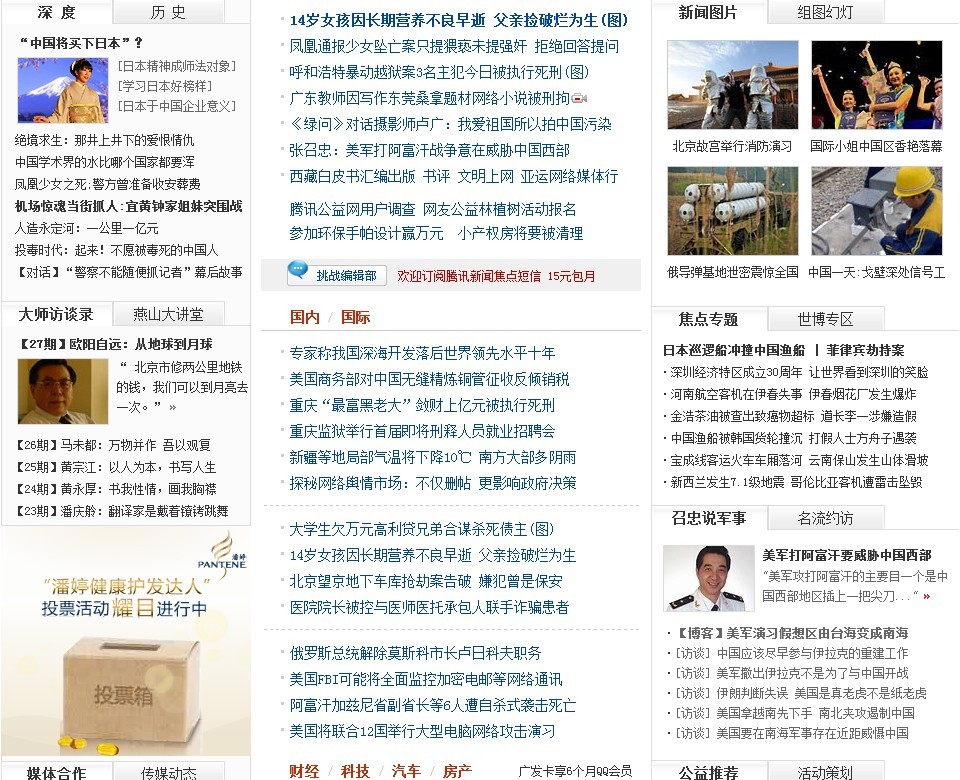 深 度
历 史
“中国将买下日本”？
[日本精神成师法对象]
[学习日本好榜样]
[日本于中国企业意义]
绝境求生：那井上井下的爱恨情仇
中国学术界的水比哪个国家都要浑
凤凰少女之死:警方曾准备收安葬费
机场惊魂当街抓人:宜黄钟家姐妹突围战
人造永定河：一公里一亿元
投毒时代：起来！不愿被毒死的中国人
【对话】“警察不能随便抓记者”幕后故事
大师访谈录
燕山大讲堂
【27期】欧阳自远：从地球到月球
“ 北京市修两公里地铁
的钱，我们可以到月亮去
一次。” »
【26期】马未都：万物并作 吾以观复
【25期】黄宗江：以人为本，书写人生
【24期】黄永厚：书我性情，画我胸襟
【23期】潘庆舲：翻译家是戴着镣铐跳舞
潘婷
PANTENE
“潘婷健康护发达人”
投票活动耀目进行中
投票箱
媒体合作
传媒动态
14岁女孩因长期营养不良早逝 父亲捡破烂为生(图)
凤凰通报少女坠亡案只提猥亵未提强奸 拒绝回答提问
呼和浩特暴动越狱案3名主犯今日被执行死刑(图)
广东教师因写作东莞桑拿题材网络小说被刑拘
《绿问》对话摄影师卢广：我爱祖国所以拍中国污染
张召忠：美军打阿富汗战争意在威胁中国西部
西藏白皮书汇编出版 书评 文明上网 亚运网络媒体行
腾讯公益网用户调查 网友公益林植树活动报名
参加环保手帕设计赢万元 小产权房将要被清理
挑战编辑部
欢迎订阅腾讯新闻焦点短信 15元包月
国内 / 国际
专家称我国深海开发落后世界领先水平十年
美国商务部对中国无缝精炼铜管征收反倾销税
重庆“最富黑老大”敛财上亿元被执行死刑
重庆监狱举行首届即将刑释人员就业招聘会
新疆等地局部气温将下降10℃ 南方大部多阴雨
探秘网络舆情市场：不仅删帖 更影响政府决策
大学生欠万元高利贷兄弟合谋杀死债主(图)
14岁女孩因长期营养不良早逝 父亲捡破烂为生
北京望京地下车库抢劫案告破 嫌犯曾是保安
医院院长被控与医师医托承包人联手诈骗患者
俄罗斯总统解除莫斯科市长卢日科夫职务
美国FBI可能将全面监控加密电邮等网络通讯
阿富汗加兹尼省副省长等6人遭自杀式袭击死亡
美国将联合12国举行大型电脑网络攻击演习
财经 / 科技 / 汽车 / 房产
广发卡享6个月QQ会员
新闻图片
组图幻灯
北京故宫举行消防演习
国际小姐中国区香艳落幕
俄导弹基地泄密震惊全国
中国一天:戈壁深处信号工
焦点专题
世博专区
日本巡逻船冲撞中国渔船 | 菲律宾劫持案
·深圳经济特区成立30周年 让世界看到深圳的笑脸
·河南航空客机在伊春失事 伊春烟花厂发生爆炸
·金浩茶油被查出致癌物超标 道长李一涉嫌造假
·中国渔船被韩国货轮撞沉 打假人士方舟子遇袭
·宝成线客运火车车厢落河 云南保山发生山体滑坡
·新西兰发生7.1级地震 哥伦比亚客机遭雷击坠毁
召忠说军事
名流约访
美军打阿富汗要威胁中国西部
“美军攻打阿富汗的主要目一个是中
国西部地区插上一把尖刀...“ »
·【博客】美军演习假想区由台海变成南海
·[访谈] 中国应该尽早参与伊拉克的重建工作
·[访谈] 美军撤出伊拉克不是为了与中国开战
·[访谈] 伊朗判断失误 美国是真老虎不是纸老虎
·[访谈] 美国拿越南先下手 南北夹攻遏制中国
·[访谈] 美国要在南海军事存在近距威慑中国
公益推荐
活动策划